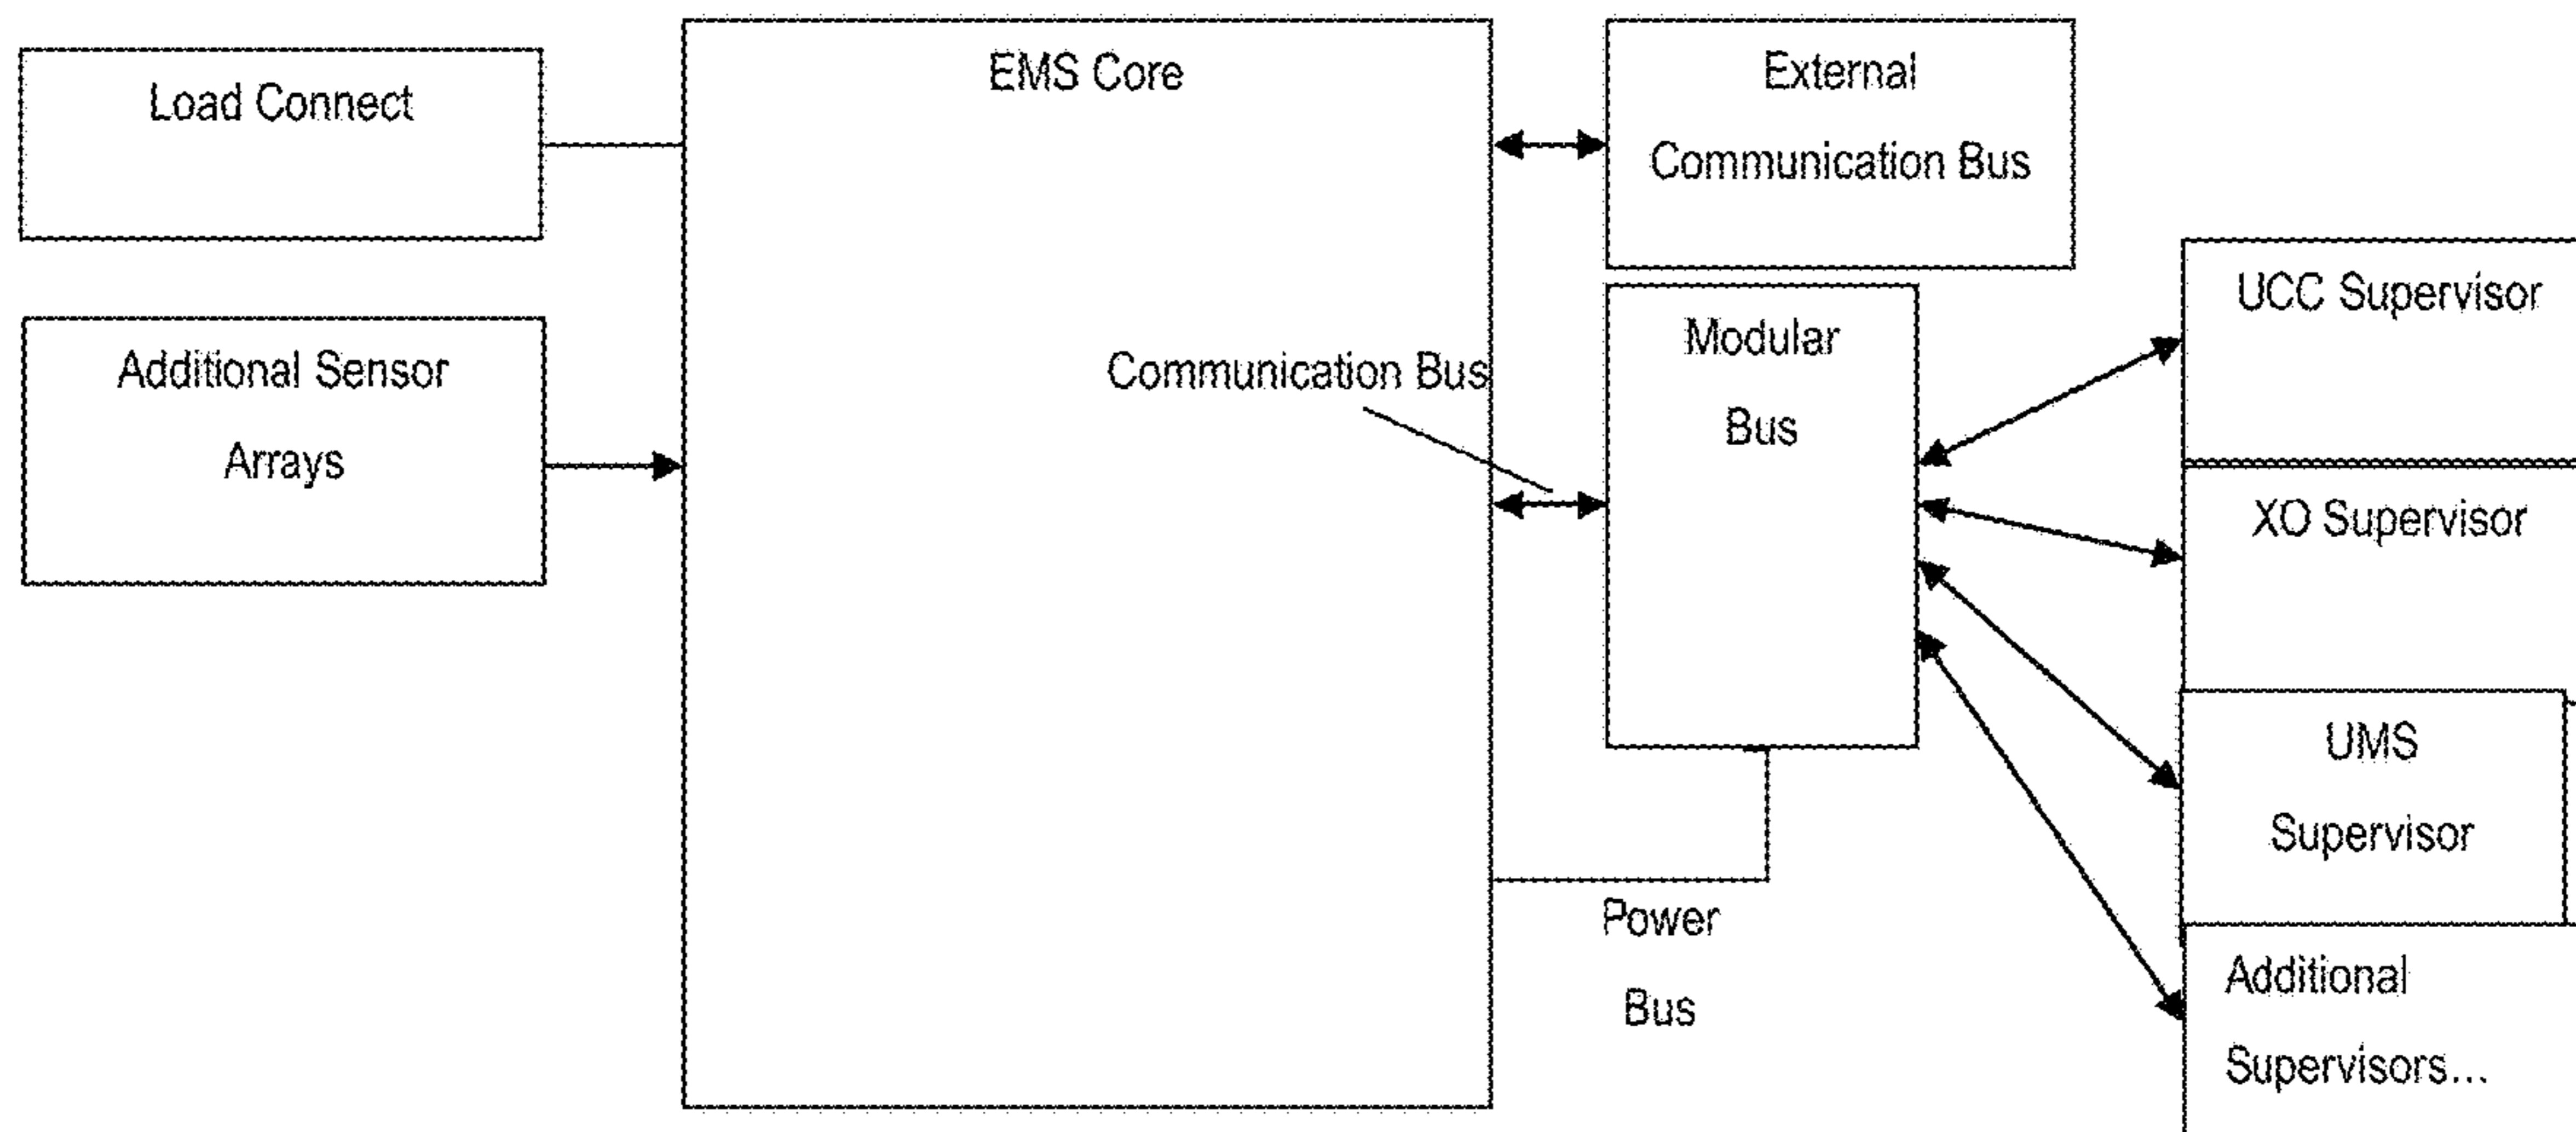 Load Connect
EMS Core
External
Communication Bus
Additional Sensor
Arrays
Communication Bus
Modular
Bus
UCC Supervisor
XO Supervisor
UMS
Supervisor
Power
Bus
Additional
Supervisors...